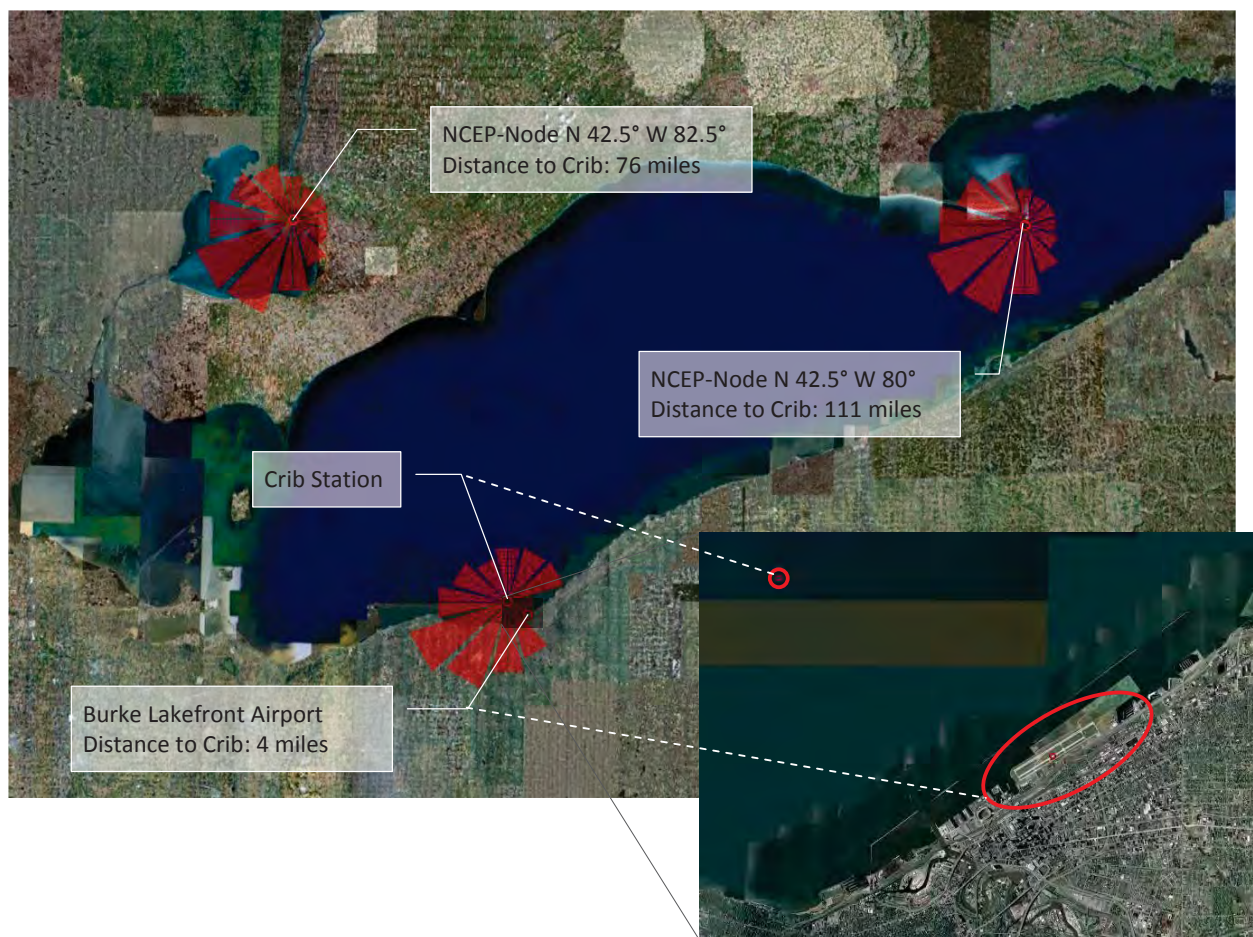 NCEP-Node N 42.5° W 82.5°
Distance to Crib: 76 miles
NCEP-Node N 42.5° W 80°
Distance to Crib: 111 miles
Crib Station
Burke Lakefront Airport
Distance to Crib: 4 miles